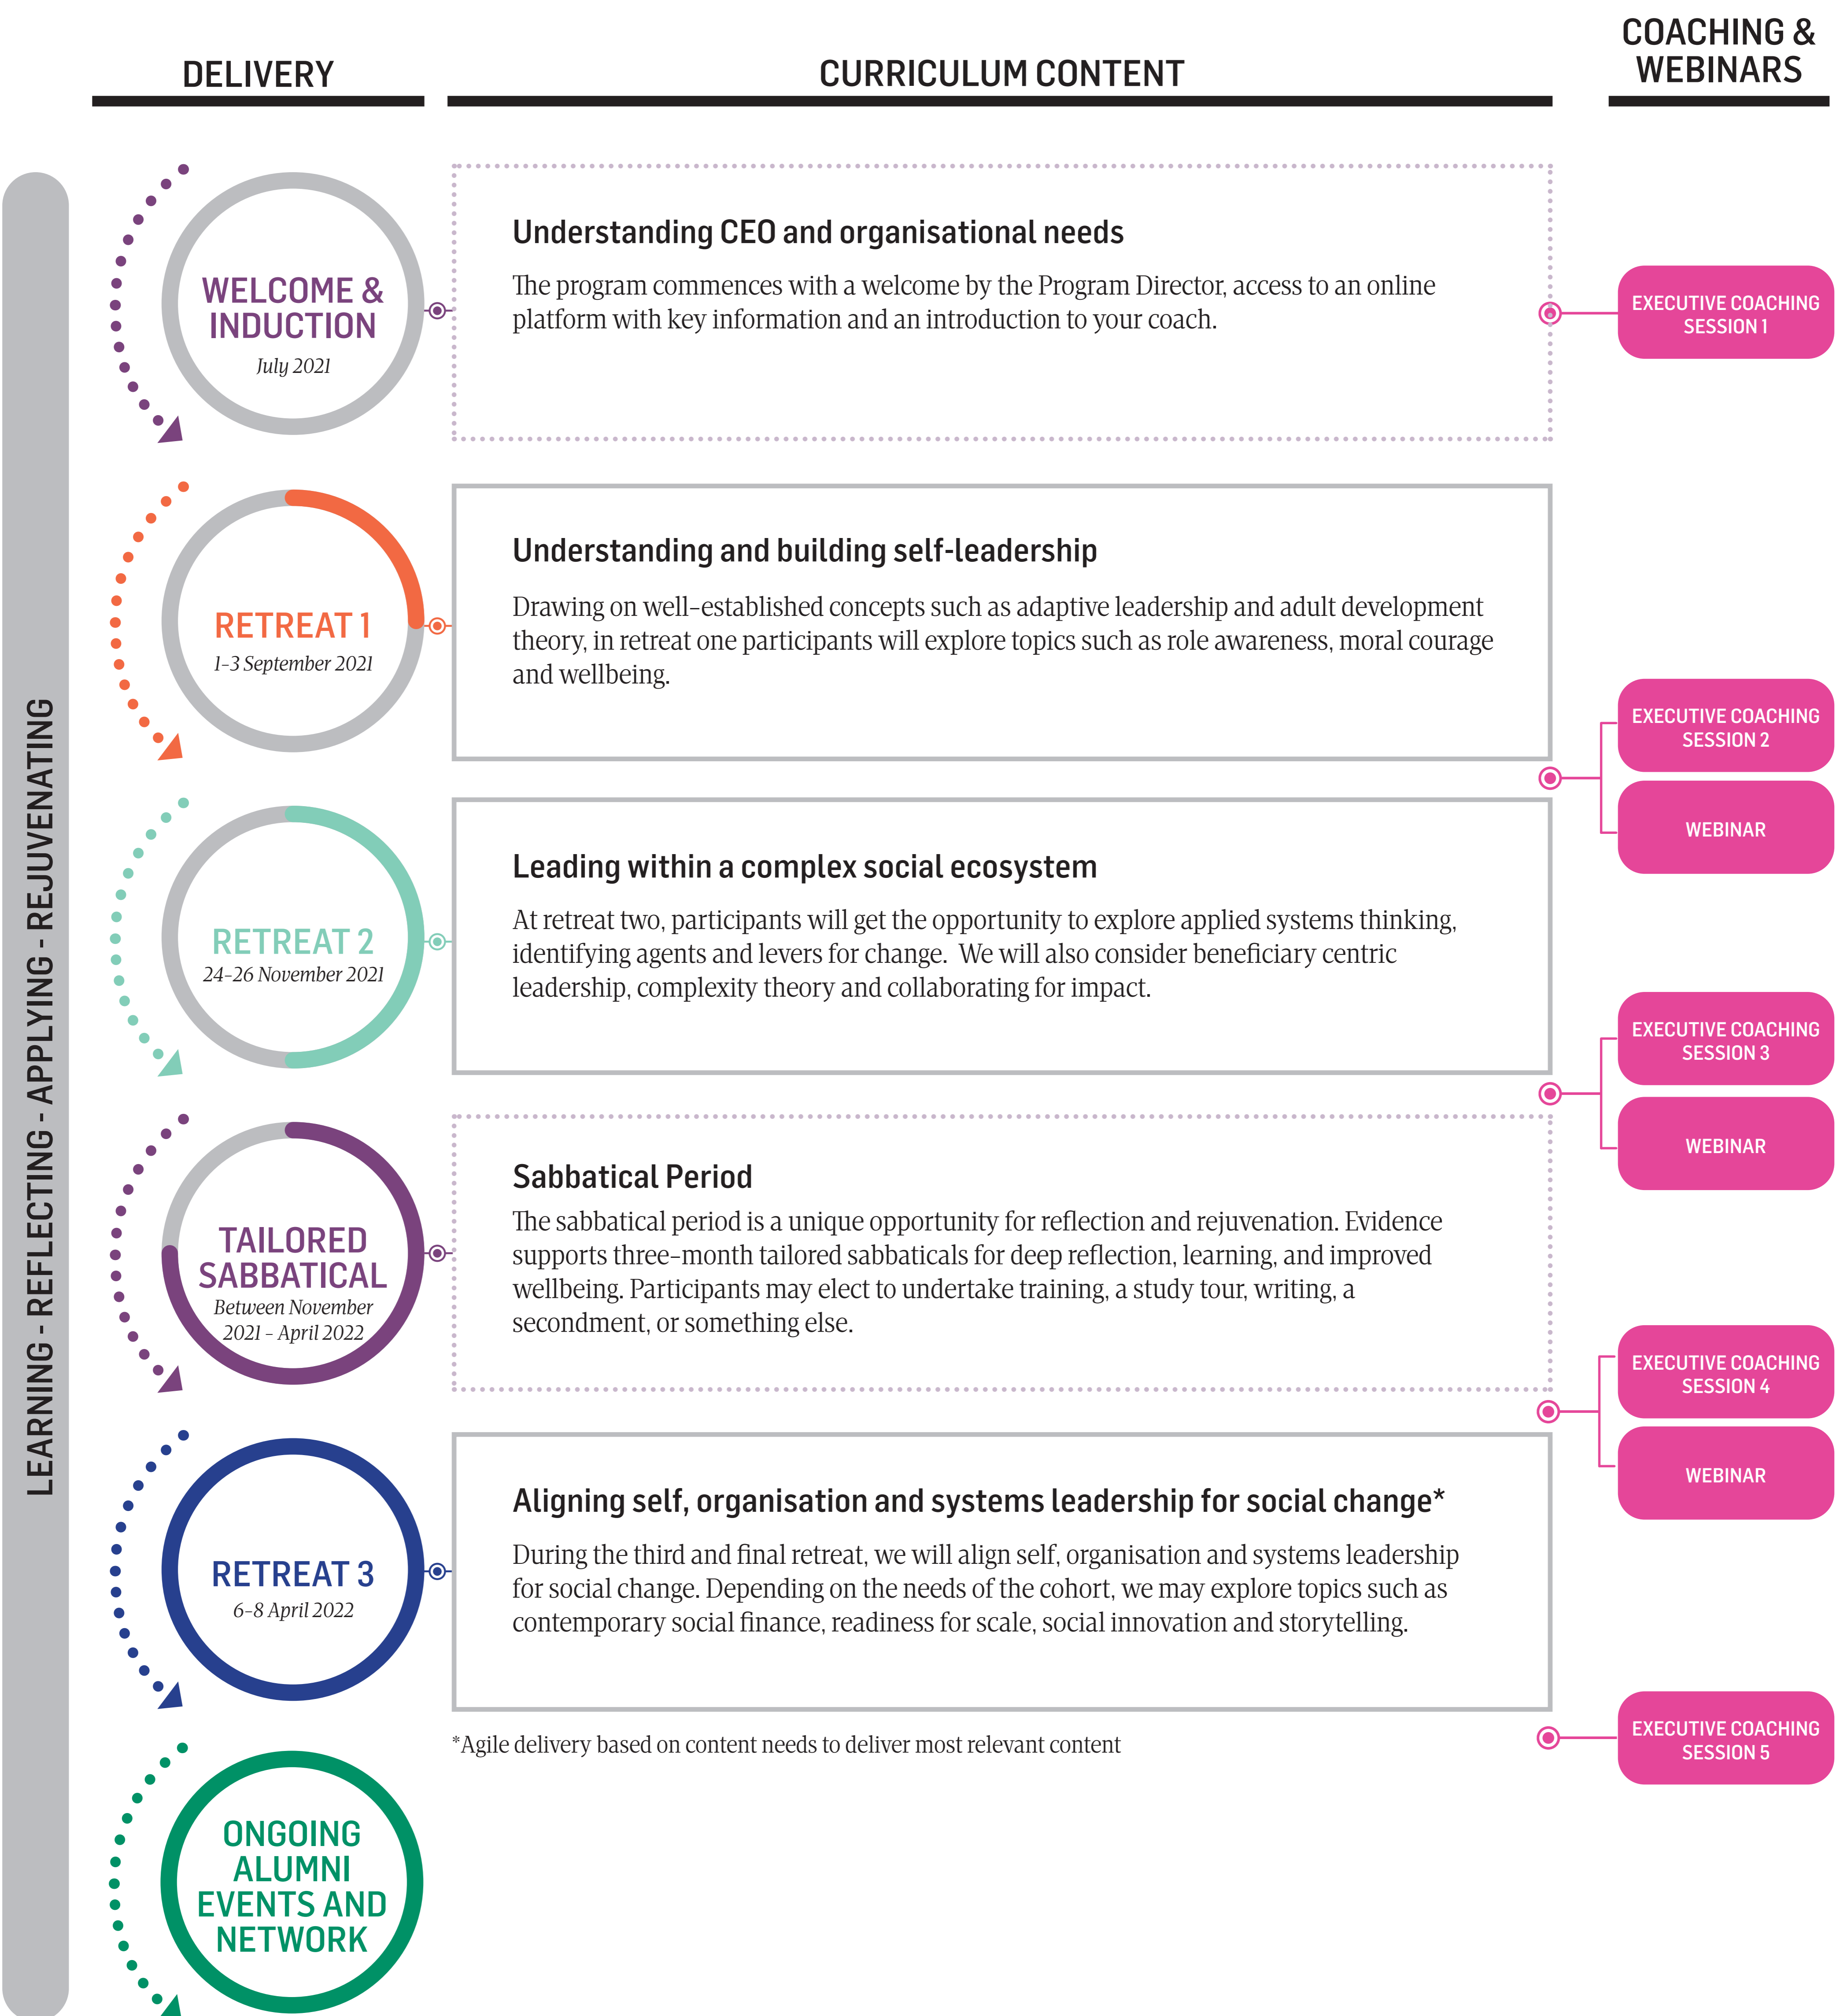 DELIVERY
CURRICULUM CONTENT
COACHING &
WEBINARS
LEARNING - REFLECTING - APPLYING - REJUVENATING
WELCOME &
INDUCTION
July 2021
Understanding CEO and organisational needs
The program commences with a welcome by the Program Director, access to an online
platform with key information and an introduction to your coach.
EXECUTIVE COACHING
SESSION 1
RETREAT 1
1-3 September 2021
Understanding and building self-leadership
Drawing on well-established concepts such as adaptive leadership and adult development
theory, in retreat one participants will explore topics such as role awareness, moral courage
and wellbeing.
EXECUTIVE COACHING
SESSION 2
WEBINAR
RETREAT 2
24-26 November 2021
Leading within a complex social ecosystem
At retreat two, participants will get the opportunity to explore applied systems thinking,
identifying agents and levers for change.  We will also consider beneficiary centric
leadership, complexity theory and collaborating for impact.
EXECUTIVE COACHING
SESSION 3
WEBINAR
TAILORED
SABBATICAL
Between November
2021 - April 2022
Sabbatical Period
The sabbatical period is a unique opportunity for reflection and rejuvenation. Evidence
supports three-month tailored sabbaticals for deep reflection, learning, and improved
wellbeing. Participants may elect to undertake training, a study tour, writing, a
secondment, or something else.
EXECUTIVE COACHING
SESSION 4
WEBINAR
RETREAT 3
6-8 April 2022
Aligning self, organisation and systems leadership for social change*
During the third and final retreat, we will align self, organisation and systems leadership
for social change. Depending on the needs of the cohort, we may explore topics such as
contemporary social finance, readiness for scale, social innovation and storytelling.
*Agile delivery based on content needs to deliver most relevant content
EXECUTIVE COACHING
SESSION 5
ONGOING
ALUMNI
EVENTS AND
NETWORK